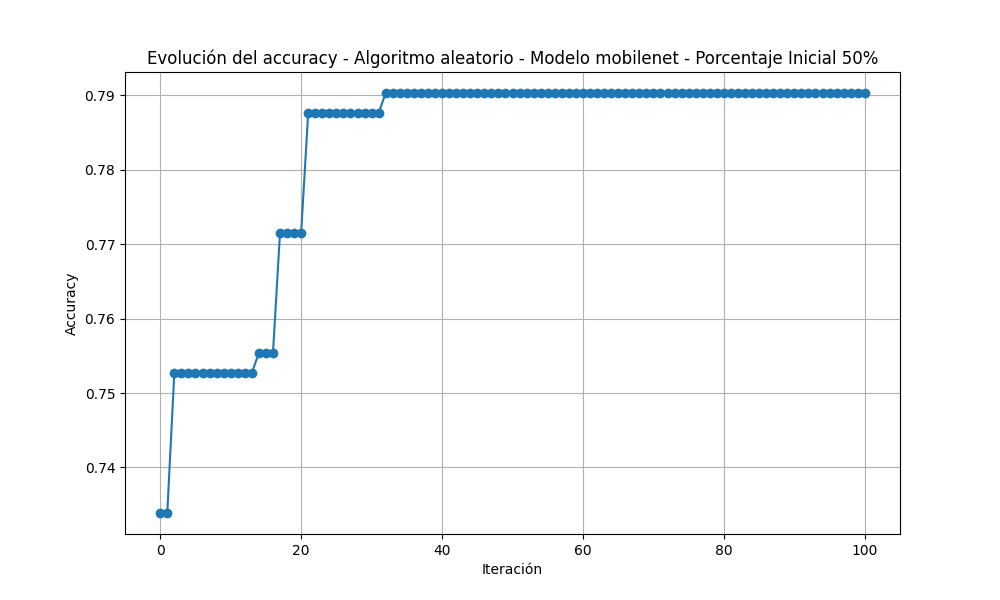 Evolución del accuracy - Algoritmo aleatorio - Modelo mobilenet - Porcentaje Inicial 50%
0.79
0.78
0.77
0.76
0.75
0.74
Accuracy
0 20 40 60 80 100
Iteración